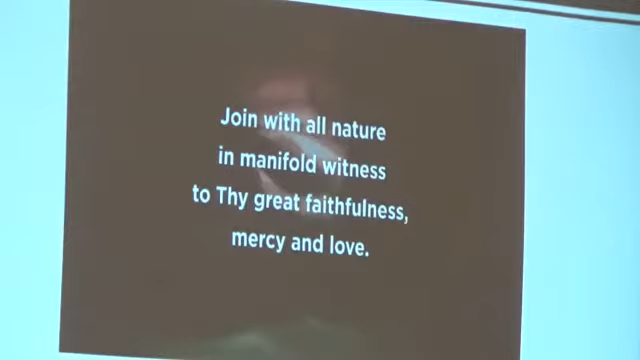 Join with all nature
in manifold witness
to Thy great faithfulness,
mercy and love.